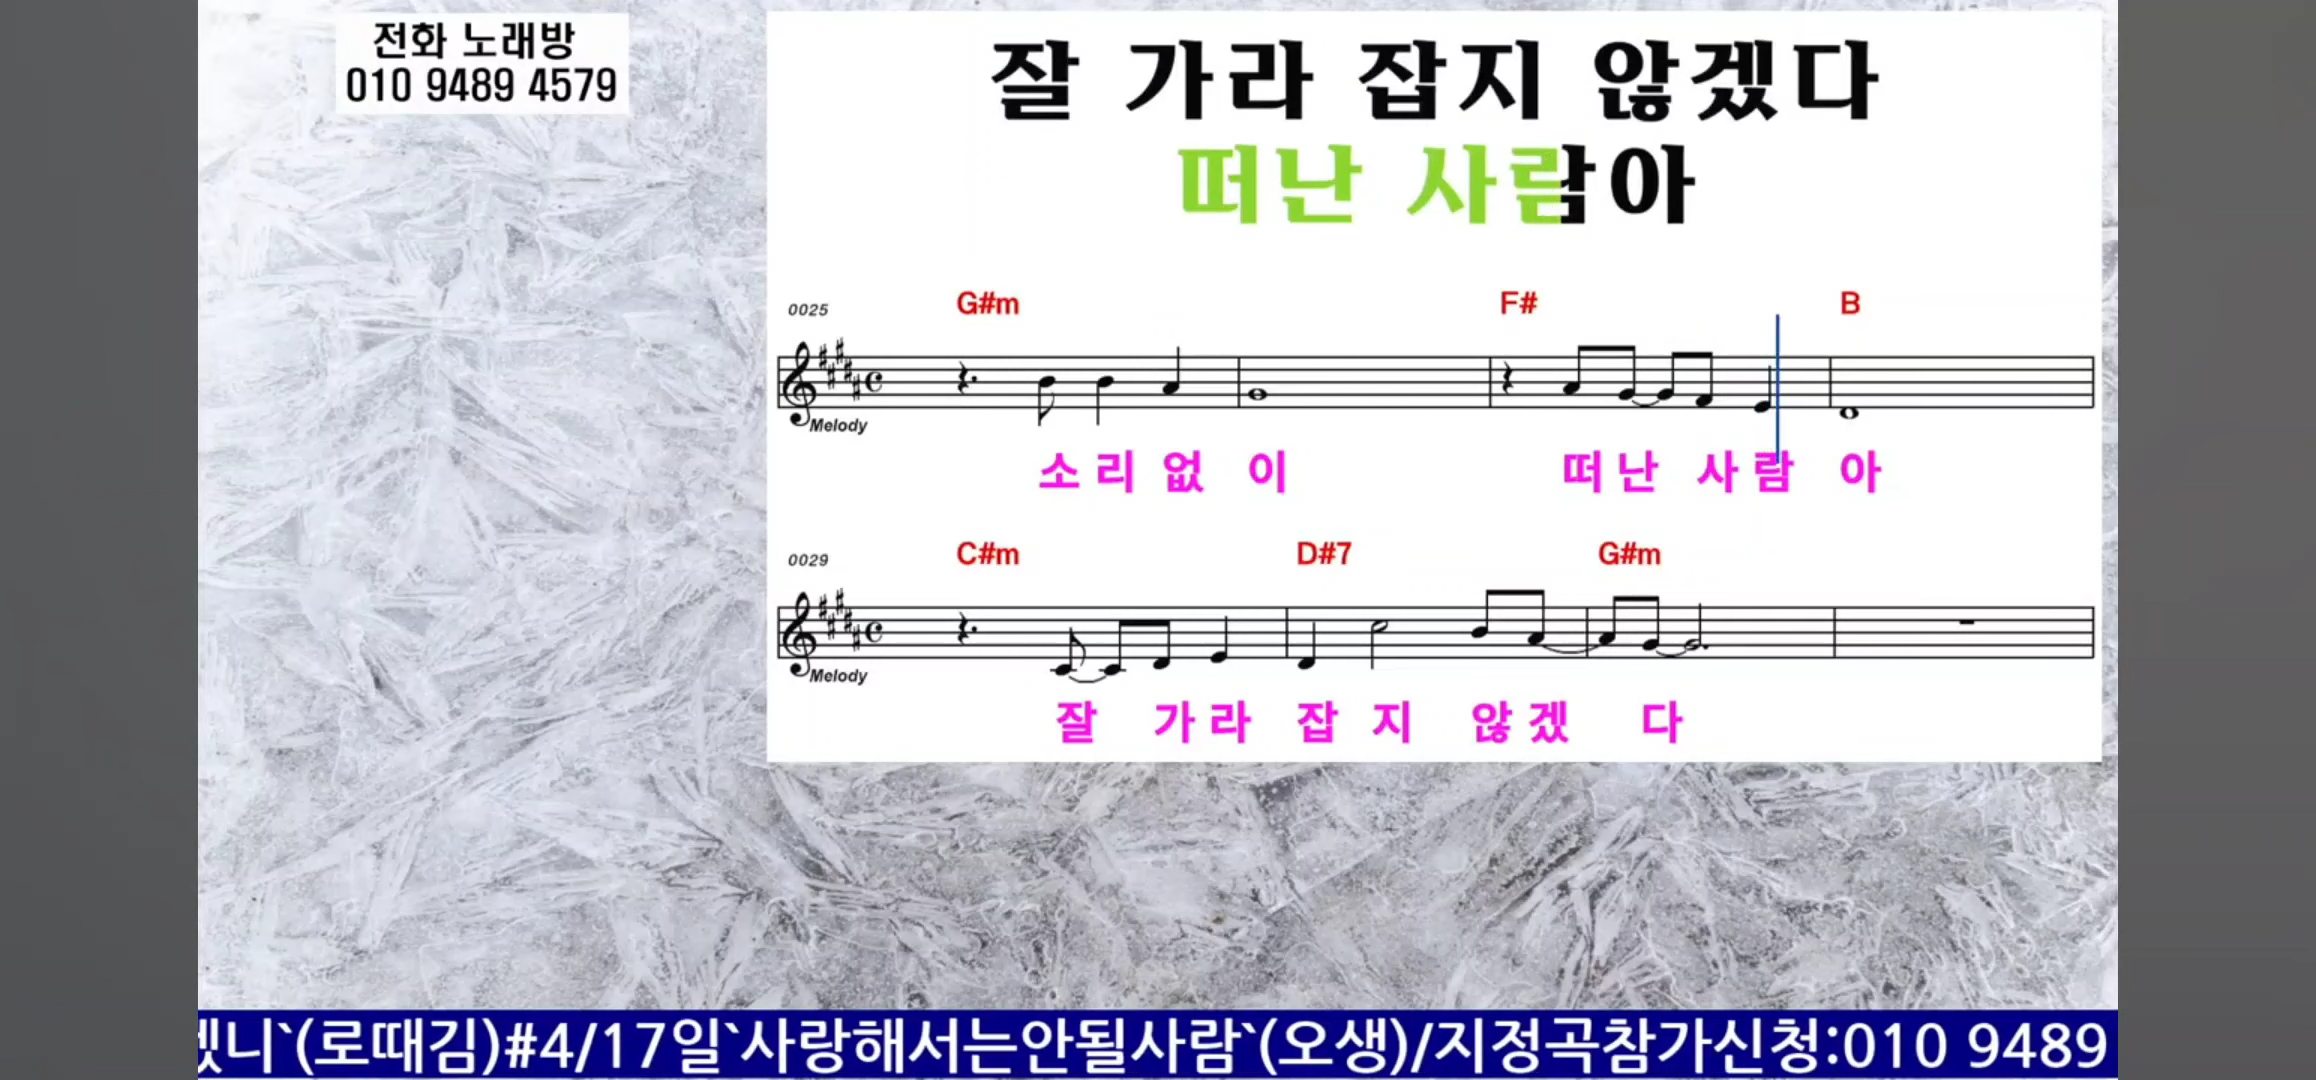 전화 노래방
010 9489 4579
잘 가라 잡지 않겠다
떠난 사람아
0025 G#m F# B
Melody
소리없이 떠난 사람아
0029 C#m D#7 G#m
Melody
잘 가라 잡지 않겠다
니`(로때김)#4/17일`사랑해서는안될사람`(오생)/지정곡참가신청:010 9489